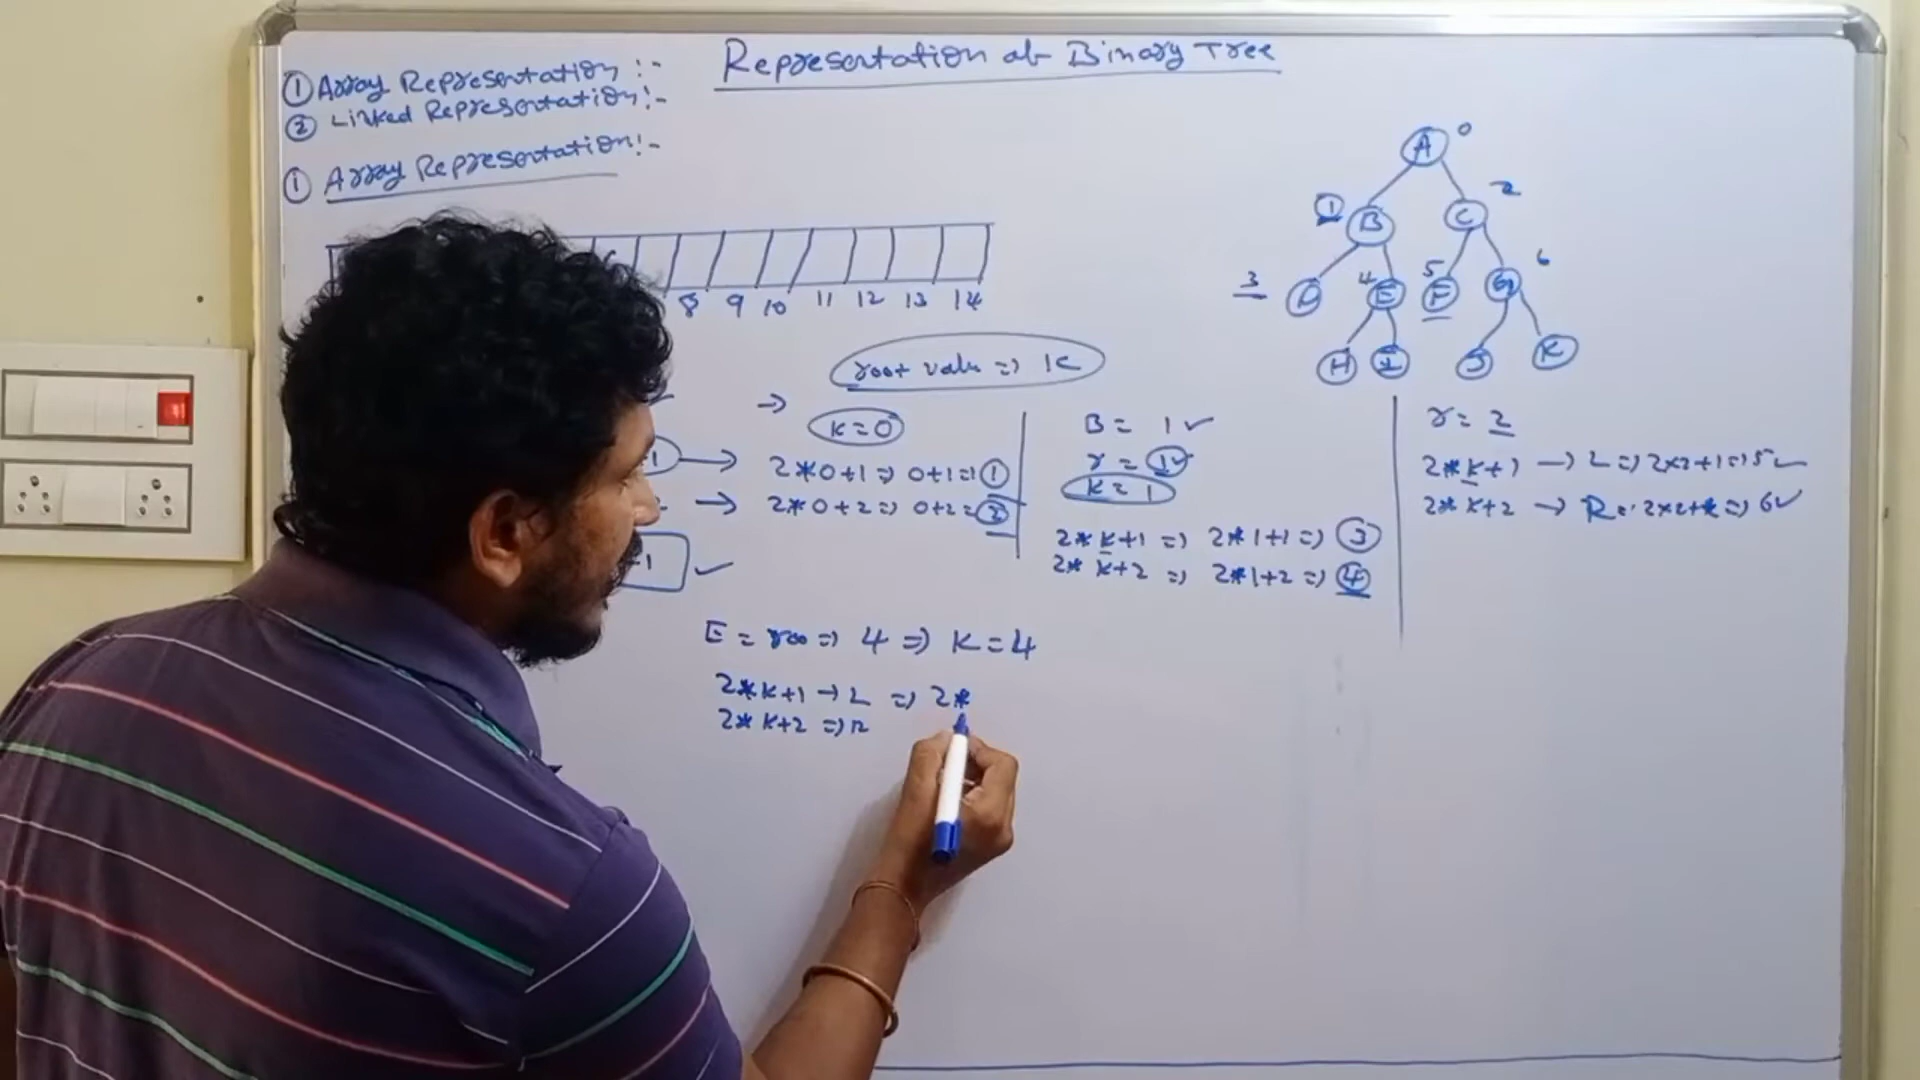 Representation of Binary Tree
① Array Representation :-
② Linked Representation :-
① Array Representation :-
8 9 10 11 12 13 14
root value => K
K=0
2*0+1 => 0+1 = ①
2*0+2 => 0+2 = ②
B = 1 ✓
r = 1 ✓
K = 1
2*K+1 => 2*1+1 => ③
2*K+2 => 2*1+2 => ④
r = 2
2*K+1 → L => 2x2+1 => 5 ✓
2*K+2 → R = 2x2+2 => 6 ✓
E = roo => 4 => K=4
2*K+1 → L => 2*
2*K+2 => R
A 0
① B C 2
3 D 4 E 5 F G 6
H I J K